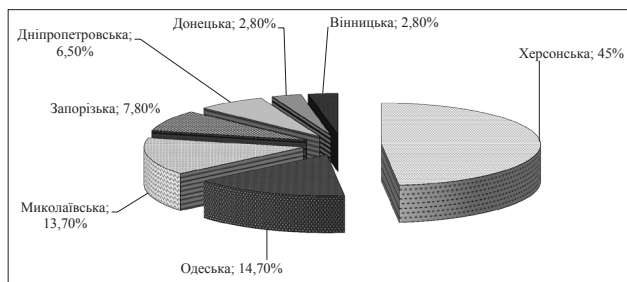 Дніпропетровська;
6,50%
Донецька; 2,80%
Вінницька; 2,80%
Херсонська; 45%
Запорізька; 7,80%
Миколаївська;
13,70%
Одеська; 14,70%